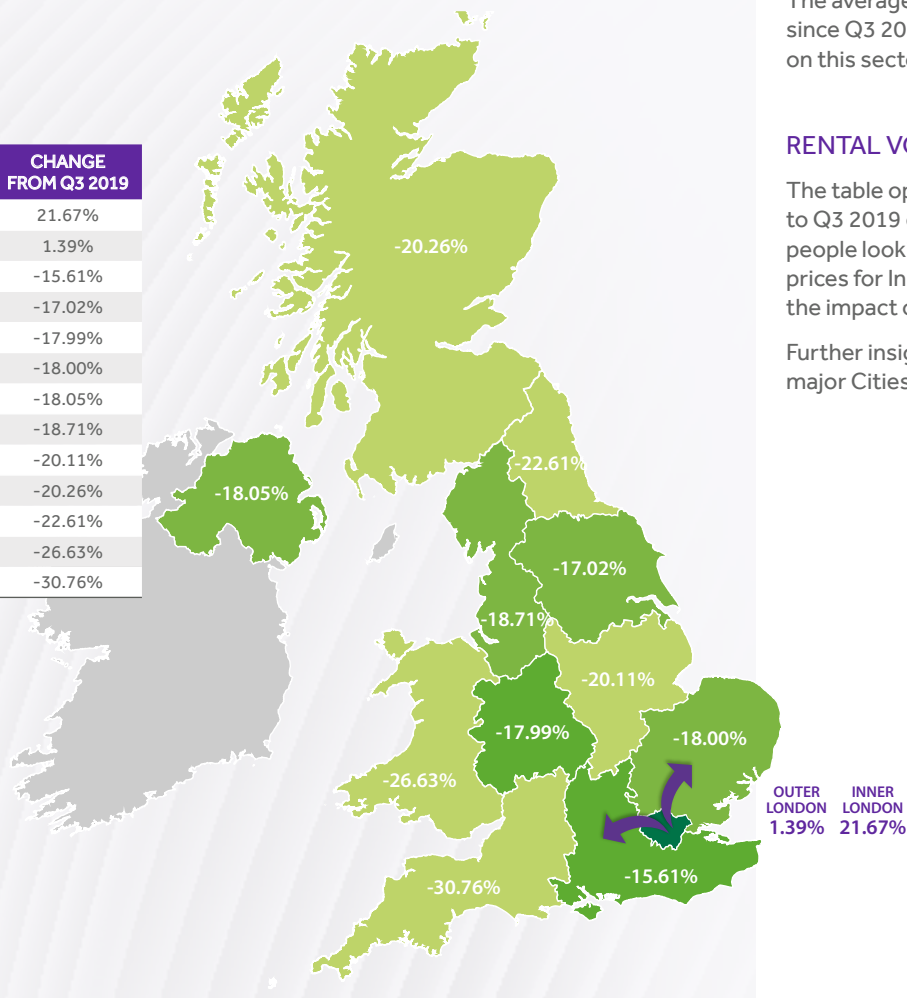 CHANGE
FROM Q3 2019
21.67%
1.39%
-15.61%
-17.02%
-17.99%
-18.00%
-18.05%
-18.71%
-20.11%
-20.26%
-22.61%
-26.63%
-30.76%
-20.26%
-22.61%
-18.05%
-17.02%
-18.71%
-20.11%
-17.99%
-18.00%
-26.63%
-15.61%
-30.76%
OUTER
LONDON
1.39%
INNER
LONDON
21.67%
The average
since Q3 20
on this secto
RENTAL VO
The table op
to Q3 2019
people look
prices for In
the impact
Further insig
major Cities